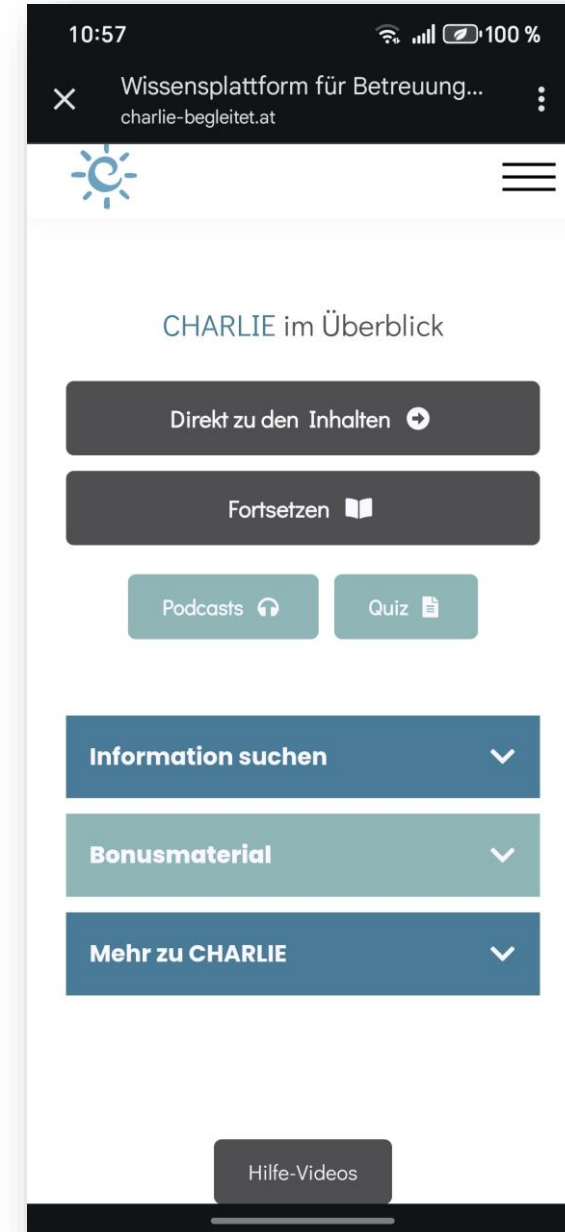 10:57
100 %
Wissensplattform für Betreuung...
charlie-begleitet.at
CHARLIE im Überblick
Direkt zu den Inhalten
Fortsetzen
Podcasts
Quiz
Information suchen
Bonusmaterial
Mehr zu CHARLIE
Hilfe-Videos